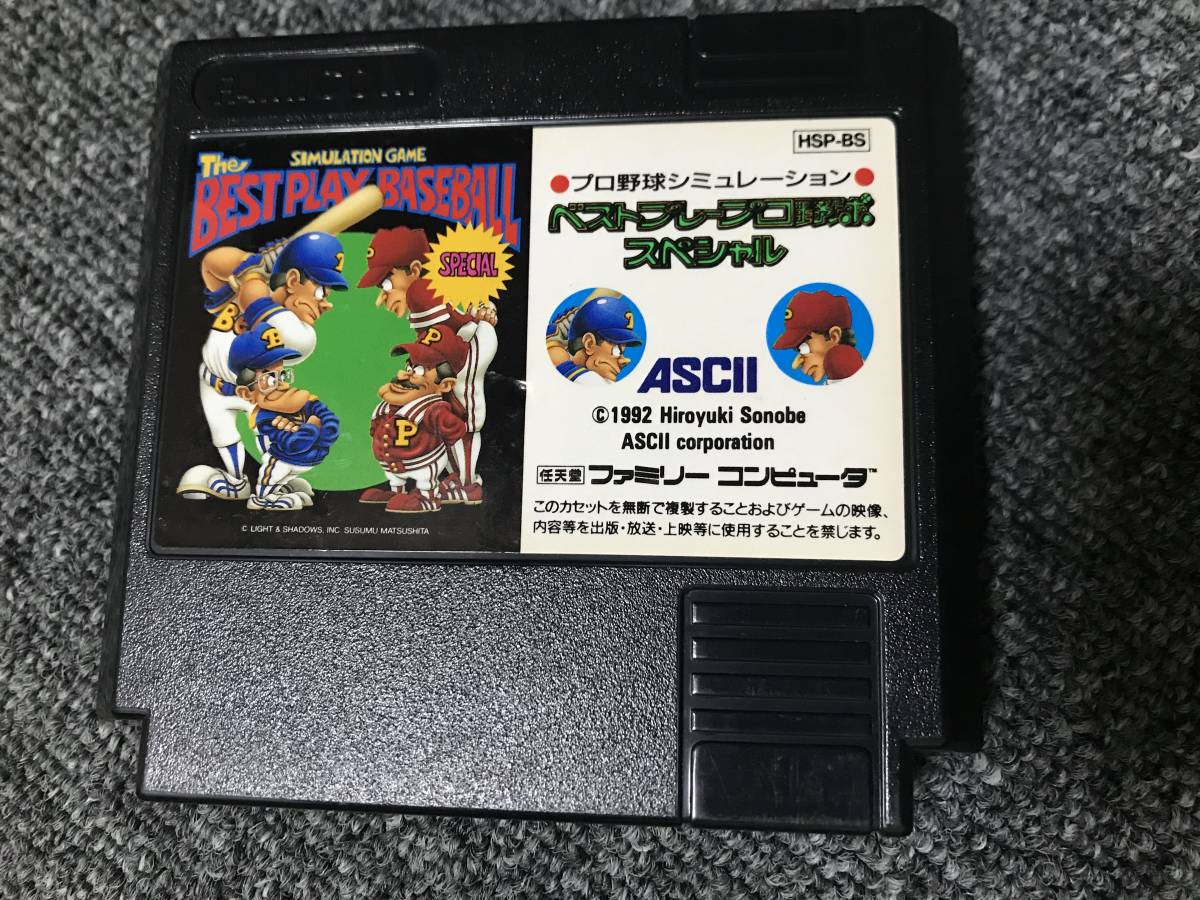 FAMICOM
SIMULATION GAME
The
BEST PLAY BASEBALL
SPECIAL
B
B
P
P
P
© LIGHT & SHADOWS, INC. SUSUMU MATSUSHITA
HSP-BS
●プロ野球シミュレーション●
ベストプレープロ野球
スペシャル
ASCII
©1992 Hiroyuki Sonobe
ASCII corporation
任天堂 ファミリー コンピュータ™
このカセットを無断で複製することおよびゲームの映像、
内容等を出版・放送・上映等に使用することを禁じます。